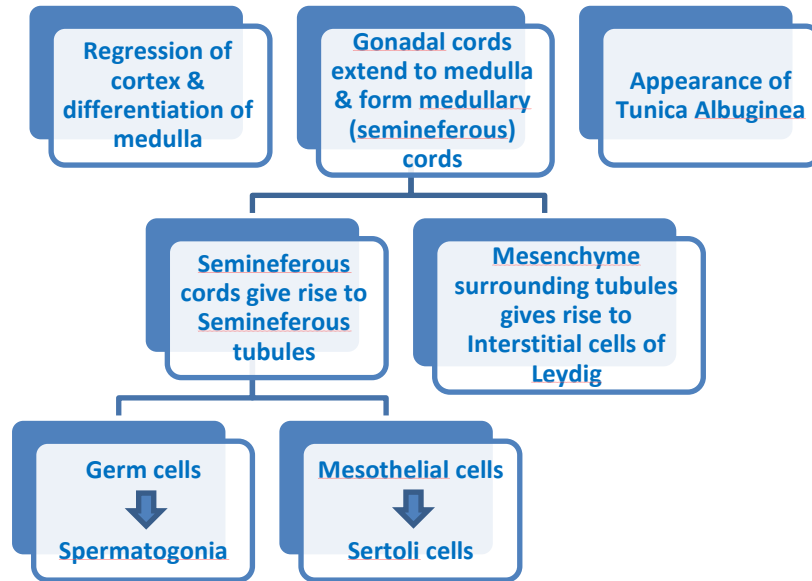 Regression of
cortex &
differentiation of
medulla
Gonadal cords
extend to medulla
& form medullary
(semineferous)
cords
Appearance of
Tunica Albuginea
Semineferous
cords give rise to
Semineferous
tubules
Mesenchyme
surrounding tubules
gives rise to
Interstitial cells of
Leydig
Germ cells
Spermatogonia
Mesothelial cells
Sertoli cells